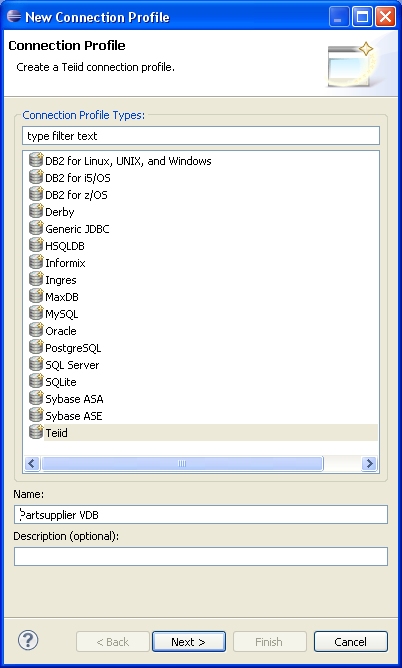 New Connection Profile
Connection Profile
Create a Teiid connection profile.
Connection Profile Types:
type filter text
DB2 for Linux, UNIX, and Windows
DB2 for i5/OS
DB2 for z/OS
Derby
Generic JDBC
HSQLDB
Informix
Ingres
MaxDB
MySQL
Oracle
PostgreSQL
SQL Server
SQLite
Sybase ASA
Sybase ASE
Teiid
Name:
Partsupplier VDB
Description (optional):
?
< Back
Next >
Finish
Cancel